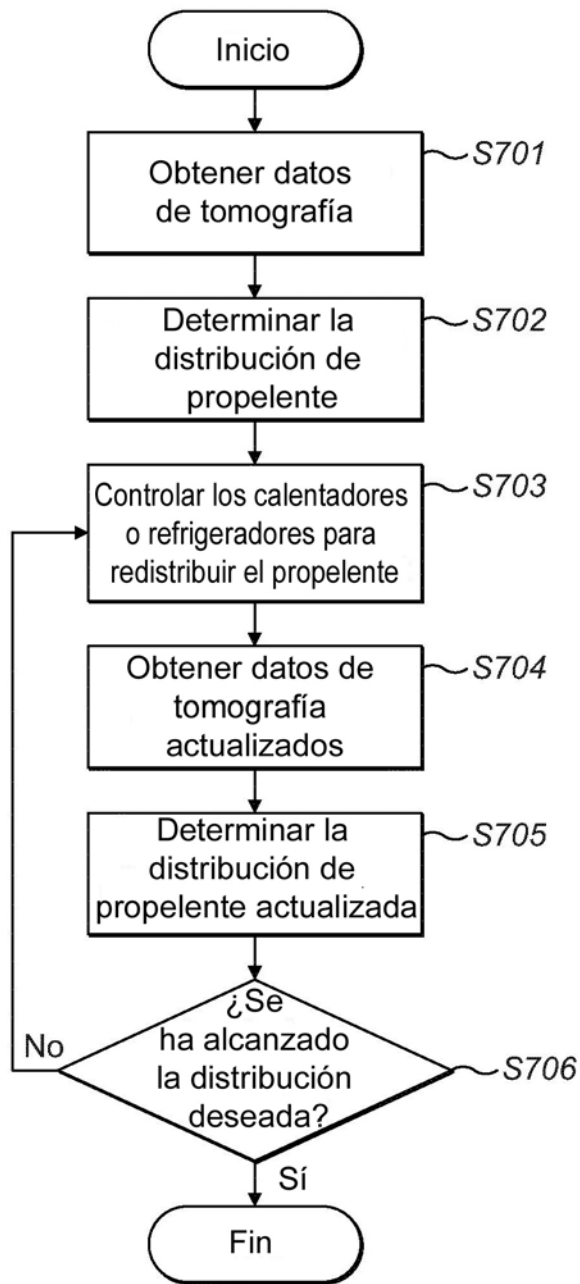 Inicio
Obtener datos
de tomografía
S701
Determinar la
distribución de
propelente
S702
Controlar los calentadores
o refrigeradores para
redistribuir el propelente
S703
Obtener datos de
tomografía
actualizados
S704
Determinar la
distribución de
propelente actualizada
S705
¿Se
ha alcanzado
la distribución
deseada?
S706
No
Sí
Fin